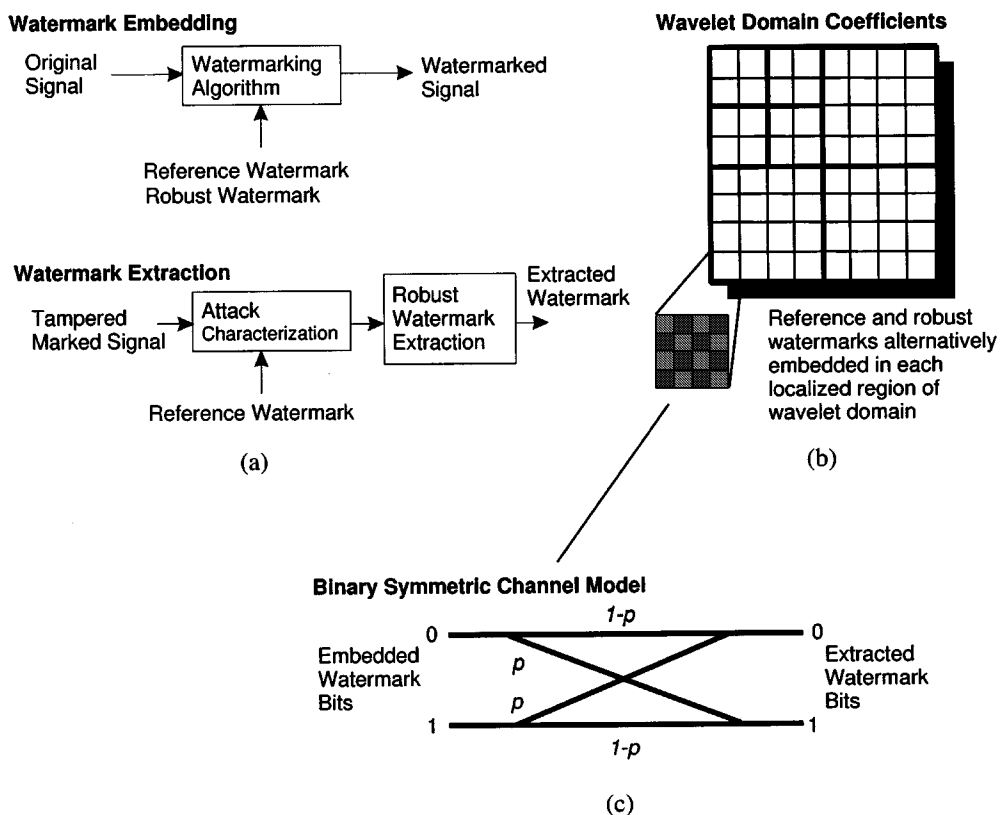 Watermark Embedding
Original
Signal
Watermarking
Algorithm
Watermarked
Signal
Reference Watermark
Robust Watermark
Watermark Extraction
Tampered
Marked Signal
Attack
Characterization
Robust
Watermark
Extraction
Extracted
Watermark
Reference Watermark
(a)
Wavelet Domain Coefficients
Reference and robust
watermarks alternatively
embedded in each
localized region of
wavelet domain
(b)
Binary Symmetric Channel Model
1-p
0
0
Embedded
Watermark
Bits
p
p
Extracted
Watermark
Bits
1
1
1-p
(c)